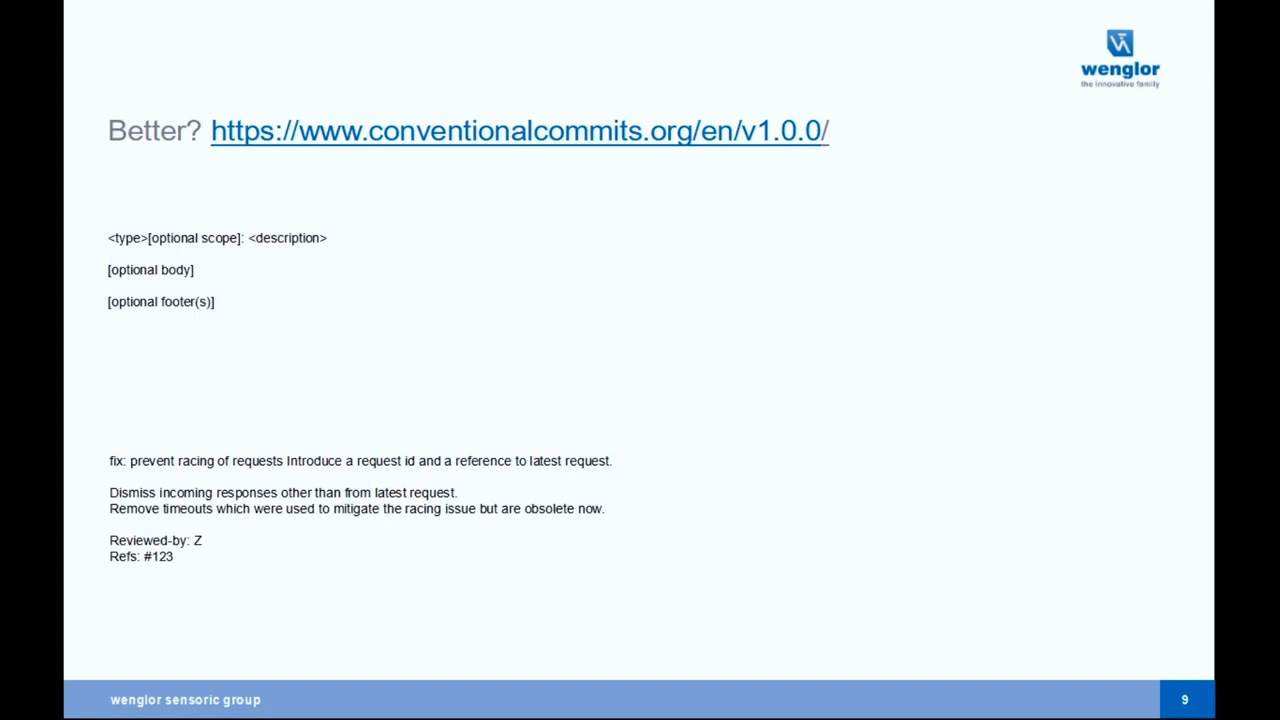 wenglor
the innovative family
Better? https://www.conventionalcommits.org/en/v1.0.0/
<type>[optional scope]: <description>
[optional body]
[optional footer(s)]
fix: prevent racing of requests Introduce a request id and a reference to latest request.
Dismiss incoming responses other than from latest request.
Remove timeouts which were used to mitigate the racing issue but are obsolete now.
Reviewed-by: Z
Refs: #123
wenglor sensoric group
9